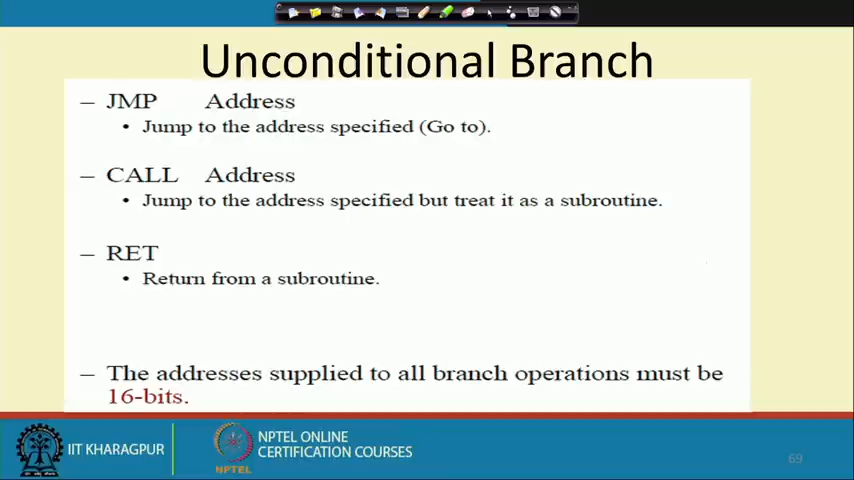 Unconditional Branch
– JMP Address
• Jump to the address specified (Go to).
– CALL Address
• Jump to the address specified but treat it as a subroutine.
– RET
• Return from a subroutine.
– The addresses supplied to all branch operations must be
16-bits.
IIT KHARAGPUR
NPTEL
NPTEL ONLINE
CERTIFICATION COURSES
69